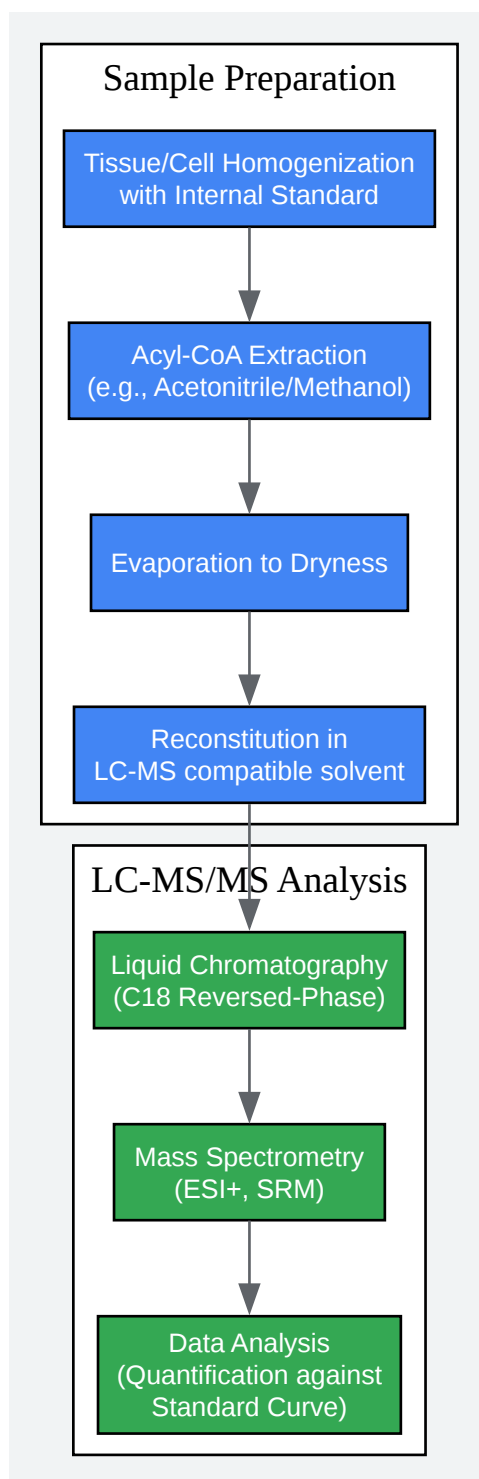 Sample Preparation
Tissue/Cell Homogenization
with Internal Standard
Acyl-CoA Extraction
(e.g., Acetonitrile/Methanol)
Evaporation to Dryness
Reconstitution in
LC-MS compatible solvent
LC-MS/MS Analysis
Liquid Chromatography
(C18 Reversed-Phase)
Mass Spectrometry
(ESI+, SRM)
Data Analysis
(Quantification against
Standard Curve)